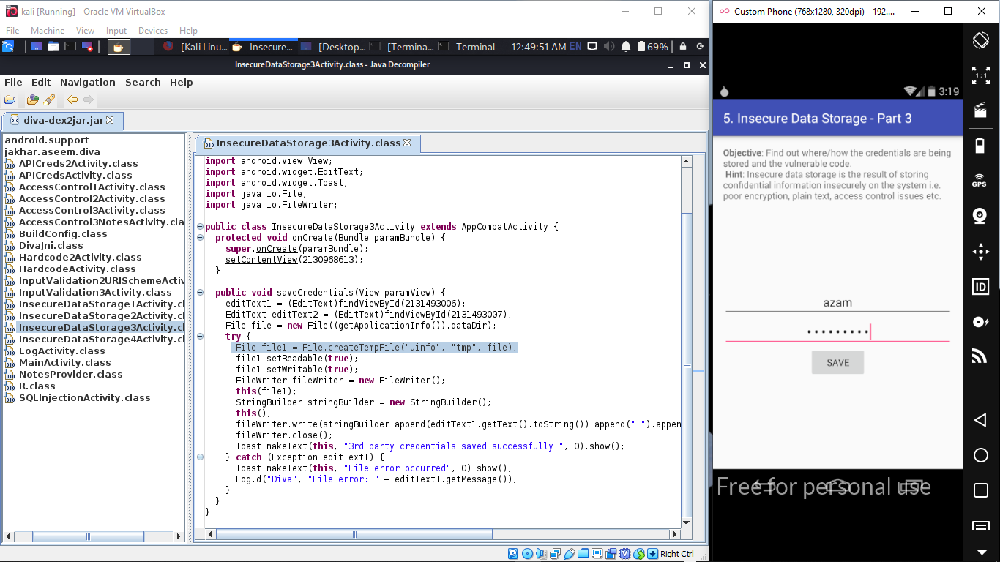 kali [Running] - Oracle VM VirtualBox
File Machine View Input Devices Help
[Kali Linu... Insecure... [Desktop... [Termina... Terminal - 12:49:51 AM EN 69%
InsecureDataStorage3Activity.class - Java Decompiler
File Edit Navigation Search Help
diva-dex2jar.jar
android.support
jakhar.aseem.diva
APICreds2Activity.class
APICredsActivity.class
AccessControl1Activity.class
AccessControl2Activity.class
AccessControl3Activity.class
AccessControl3NotesActivity.cla
BuildConfig.class
DivaJni.class
Hardcode2Activity.class
HardcodeActivity.class
InputValidation2URISchemeActiv
InputValidation3Activity.class
InsecureDataStorage1Activity.cl
InsecureDataStorage2Activity.cl
InsecureDataStorage3Activity.cl
InsecureDataStorage4Activity.cl
LogActivity.class
MainActivity.class
NotesProvider.class
R.class
SQLInjectionActivity.class
InsecureDataStorage3Activity.class
import android.view.View;
import android.widget.EditText;
import android.widget.Toast;
import java.io.File;
import java.io.FileWriter;
public class InsecureDataStorage3Activity extends AppCompatActivity {
protected void onCreate(Bundle paramBundle) {
super.onCreate(paramBundle);
setContentView(2130968613);
}
public void saveCredentials(View paramView) {
editText1 = (EditText)findViewById(2131493006);
EditText editText2 = (EditText)findViewById(2131493007);
File file = new File((getApplicationInfo()).dataDir);
try {
File file1 = File.createTempFile("uinfo", "tmp", file);
file1.setReadable(true);
file1.setWritable(true);
FileWriter fileWriter = new FileWriter();
this(file1);
StringBuilder stringBuilder = new StringBuilder();
this();
fileWriter.write(stringBuilder.append(editText1.getText().toString()).append(":").appen
fileWriter.close();
Toast.makeText(this, "3rd party credentials saved successfully!", 0).show();
} catch (Exception editText1) {
Toast.makeText(this, "File error occurred", 0).show();
Log.d("Diva", "File error: " + editText1.getMessage());
}
}
}
Right Ctrl
Custom Phone (768x1280, 320dpi) - 192....
3:19
5. Insecure Data Storage - Part 3
Objective: Find out where/how the credentials are being
stored and the vulnerable code.
Hint: Insecure data storage is the result of storing
confidential information insecurely on the system i.e.
poor encryption, plain text, access control issues etc.
azam
•••••••••
SAVE
Free for personal use
1:1
GPS
ID